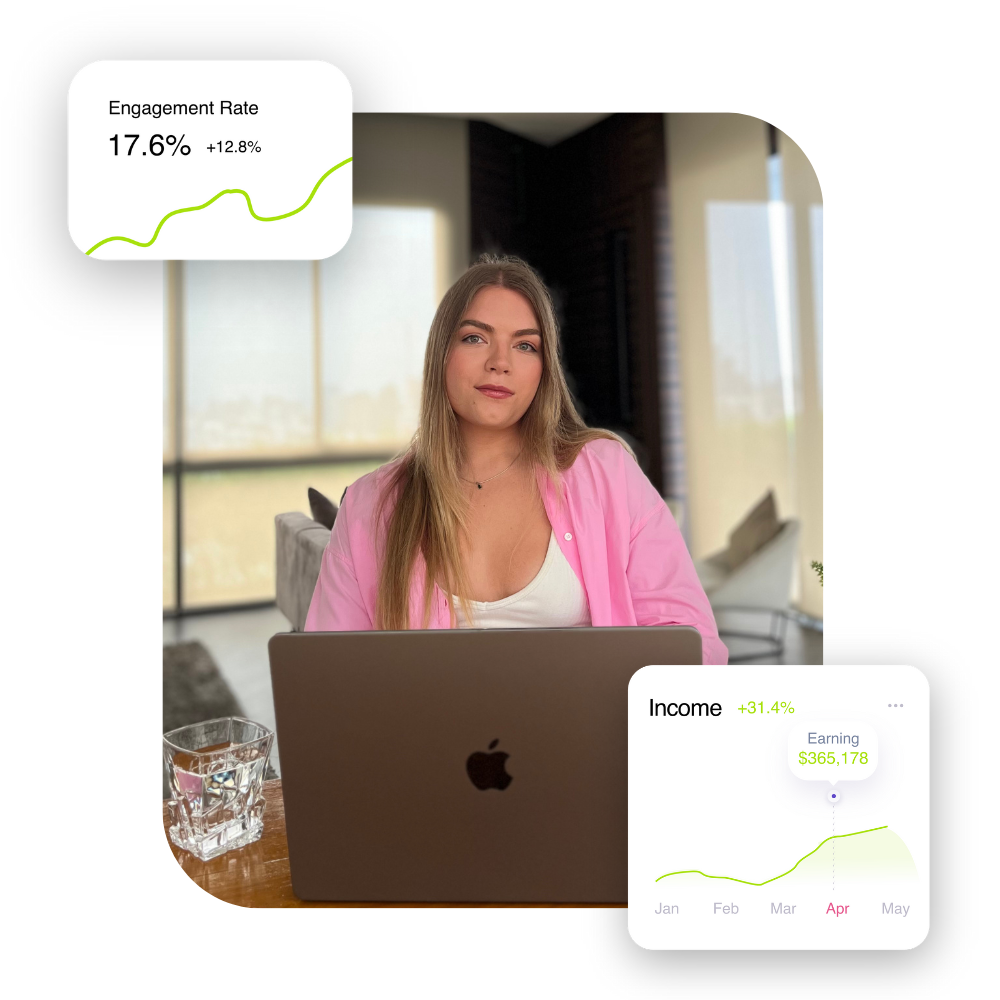 Engagement Rate
17.6% +12.8%
Income +31.4%
Earning
$365,178
Jan Feb Mar Apr May